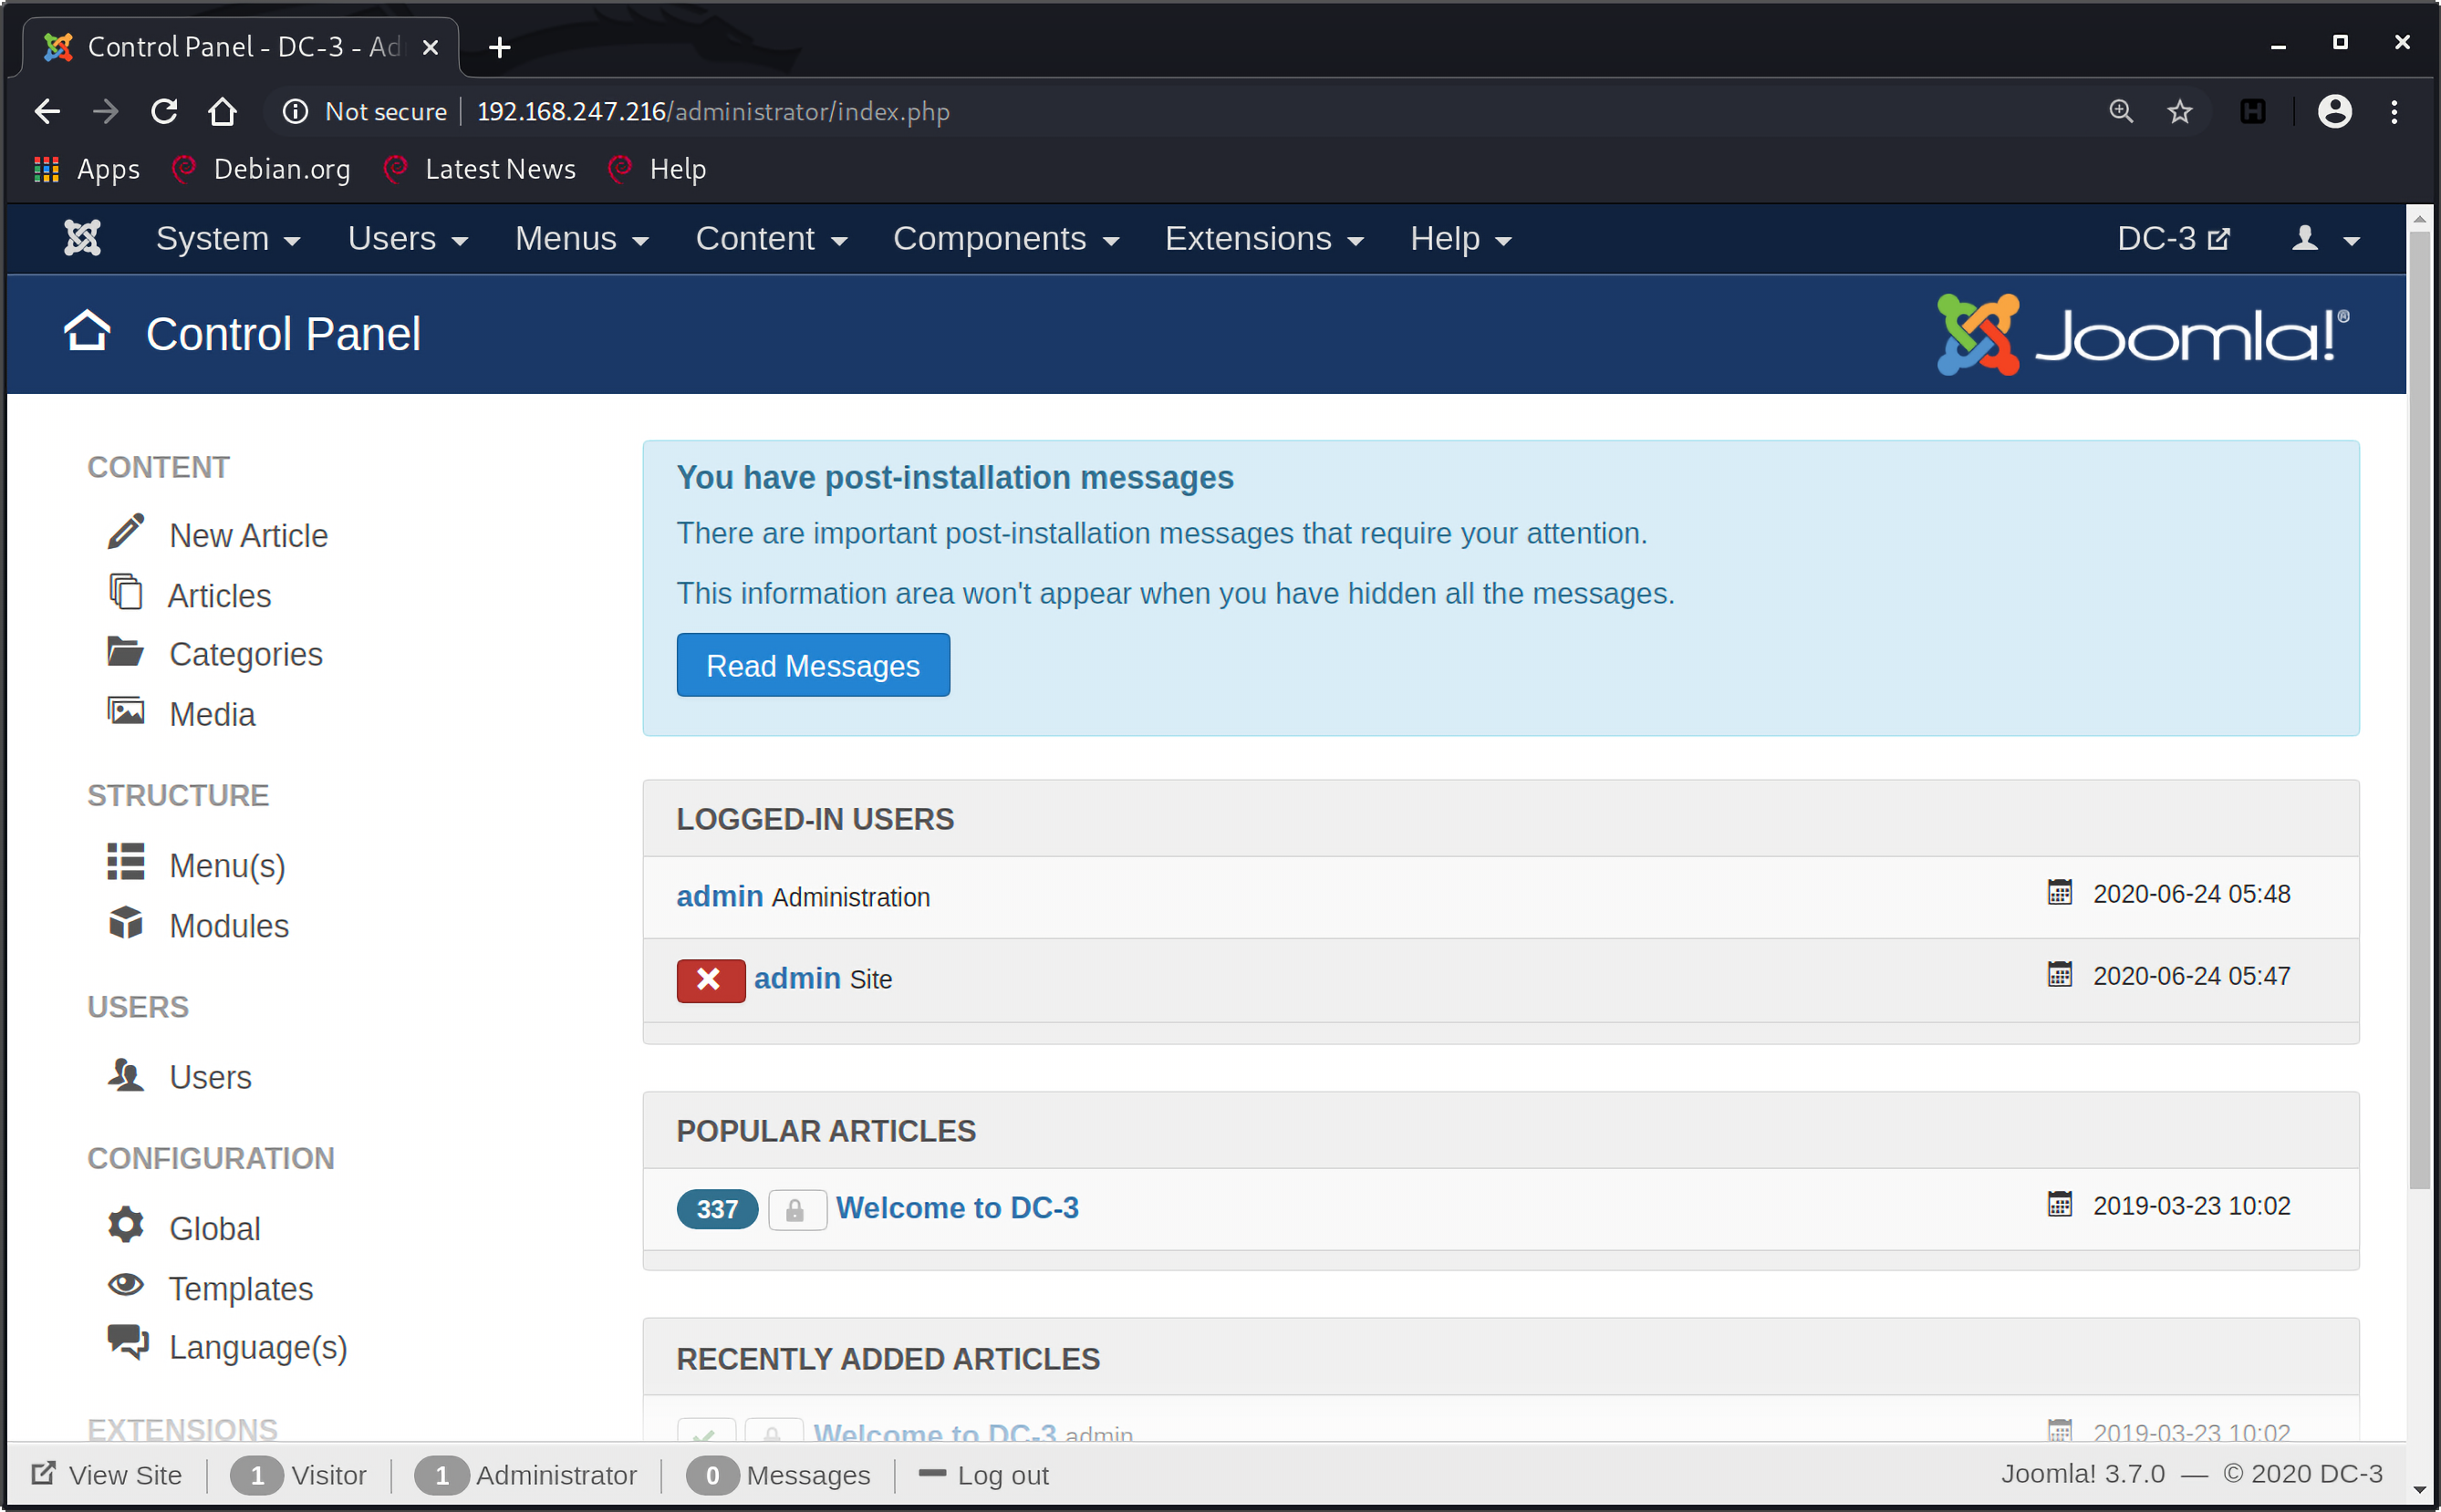 Control Panel - DC-3 - Ad
Not secure 192.168.247.216/administrator/index.php
Apps Debian.org Latest News Help
System Users Menus Content Components Extensions Help DC-3
Control Panel Joomla!®
CONTENT
New Article
Articles
Categories
Media
STRUCTURE
Menu(s)
Modules
USERS
Users
CONFIGURATION
Global
Templates
Language(s)
EXTENSIONS
You have post-installation messages
There are important post-installation messages that require your attention.
This information area won't appear when you have hidden all the messages.
Read Messages
LOGGED-IN USERS
admin Administration 2020-06-24 05:48
admin Site 2020-06-24 05:47
POPULAR ARTICLES
337 Welcome to DC-3 2019-03-23 10:02
RECENTLY ADDED ARTICLES
Welcome to DC-3 admin 2019-03-23 10:02
View Site 1 Visitor 1 Administrator 0 Messages Log out Joomla! 3.7.0 — © 2020 DC-3